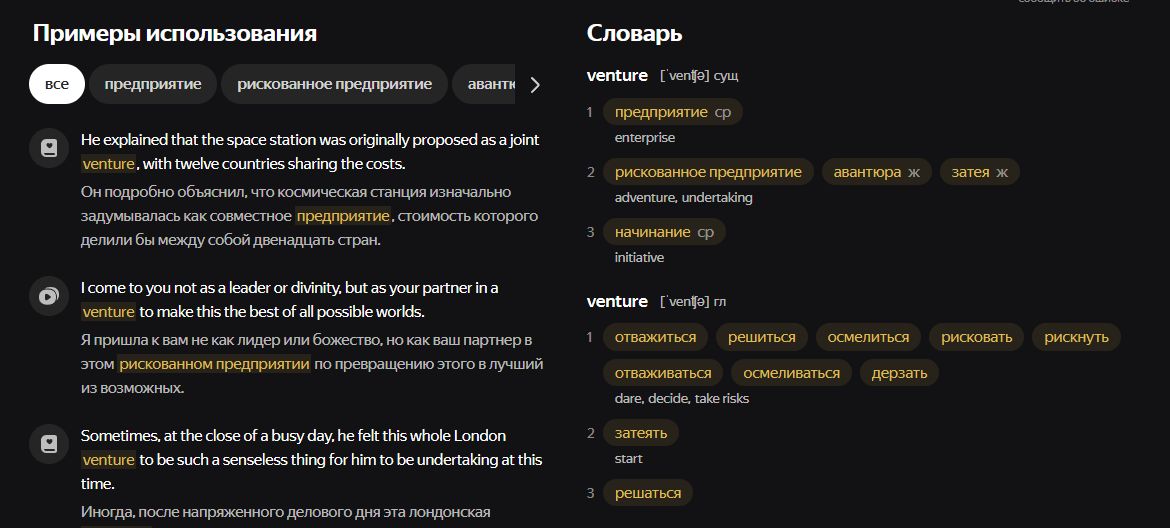 сообщить об ошибке
Примеры использования
все
предприятие
рискованное предприятие
He explained that the space station was originally proposed as a joint
venture, with twelve countries sharing the costs.
Он подробно объяснил, что космическая станция изначально
задумывалась как совместное предприятие, стоимость которого
делили бы между собой двенадцать стран.
I come to you not as a leader or divinity, but as your partner in a
venture to make this the best of all possible worlds.
Я пришла к вам не как лидер или божество, но как ваш партнер в
этом рискованном предприятии по превращению этого в лучший
из возможных.
Sometimes, at the close of a busy day, he felt this whole London
venture to be such a senseless thing for him to be undertaking at this
time.
Иногда, после напряженного делового дня эта лондонская
Словарь
venture [ˈvenʧə] сущ
1 предприятие ср
enterprise
2 рискованное предприятие авантюра ж затея ж
adventure, undertaking
3 начинание ср
initiative
venture [ˈvenʧə] гл
1 отважиться решиться осмелиться рисковать рискнуть
отваживаться осмеливаться дерзать
dare, decide, take risks
2 затеять
start
3 решаться